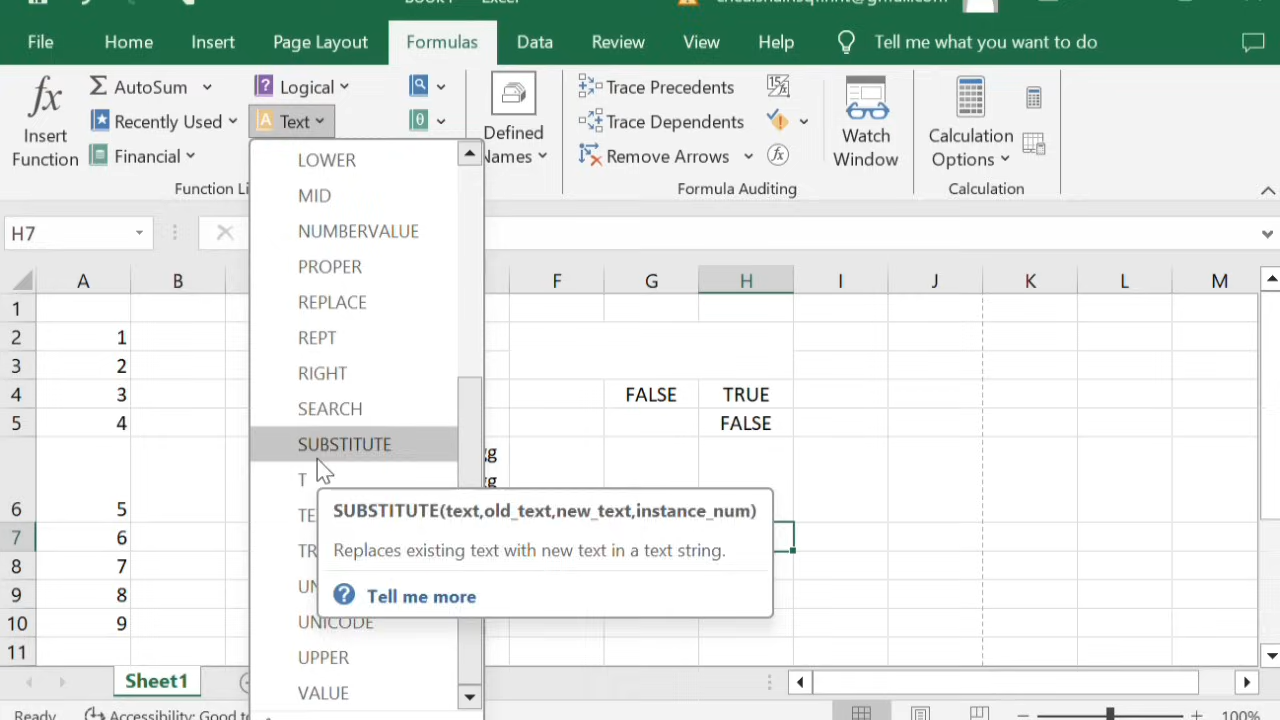 File Home Insert Page Layout Formulas Data Review View Help Tell me what you want to do
fx
Insert
Function
AutoSum
Recently Used
Financial
Logical
Text
Defined
Names
Trace Precedents
Trace Dependents
Remove Arrows
Watch
Window
Calculation
Options
Formula Auditing
Calculation
H7
A B F G H I J K L M
1
2 1
3 2
4 3 FALSE TRUE
5 4 FALSE
6 5
7 6
8 7
9 8
10 9
11
LOWER
MID
NUMBERVALUE
PROPER
REPLACE
REPT
RIGHT
SEARCH
SUBSTITUTE
T
UNICODE
UPPER
VALUE
SUBSTITUTE(text,old_text,new_text,instance_num)
Replaces existing text with new text in a text string.
Tell me more
Sheet1
Ready
100%